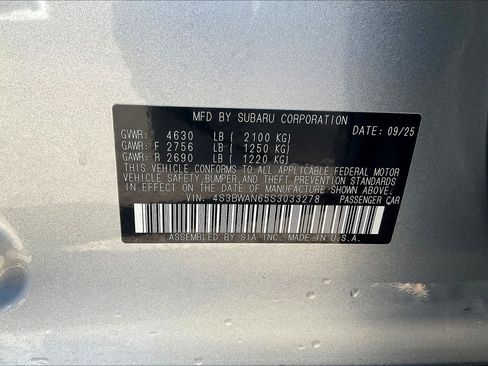 MFD BY SUBARU CORPORATION
DATE: 09/25
GVWR: 4630 LB ( 2100 KG)
GAWR: F 2756 LB ( 1250 KG)
GAWR: R 2690 LB ( 1220 KG)
THIS VEHICLE CONFORMS TO ALL APPLICABLE FEDERAL MOTOR
VEHICLE SAFETY, BUMPER, AND THEFT PREVENTION STANDARDS
IN EFFECT ON THE DATE OF MANUFACTURE SHOWN ABOVE.
VIN: 4S3BWAN65S3033278 PASSENGER CAR
ASSEMBLED BY SIA INC. MADE IN U.S.A.